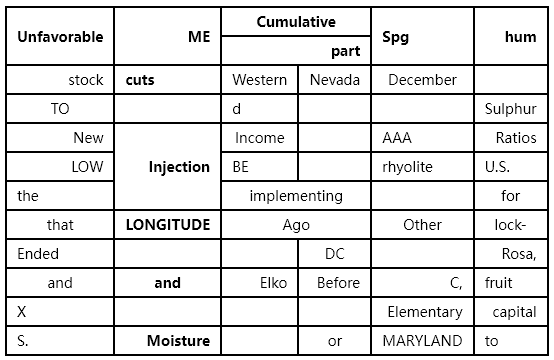 Unfavorable ME Cumulative Spg hum
part
stock cuts Western Nevada December
TO d Sulphur
New Income AAA Ratios
LOW Injection BE rhyolite U.S.
the implementing for
that LONGITUDE Ago Other lock-
Ended DC Rosa,
and and Elko Before C, fruit
X Elementary capital
S. Moisture or MARYLAND to